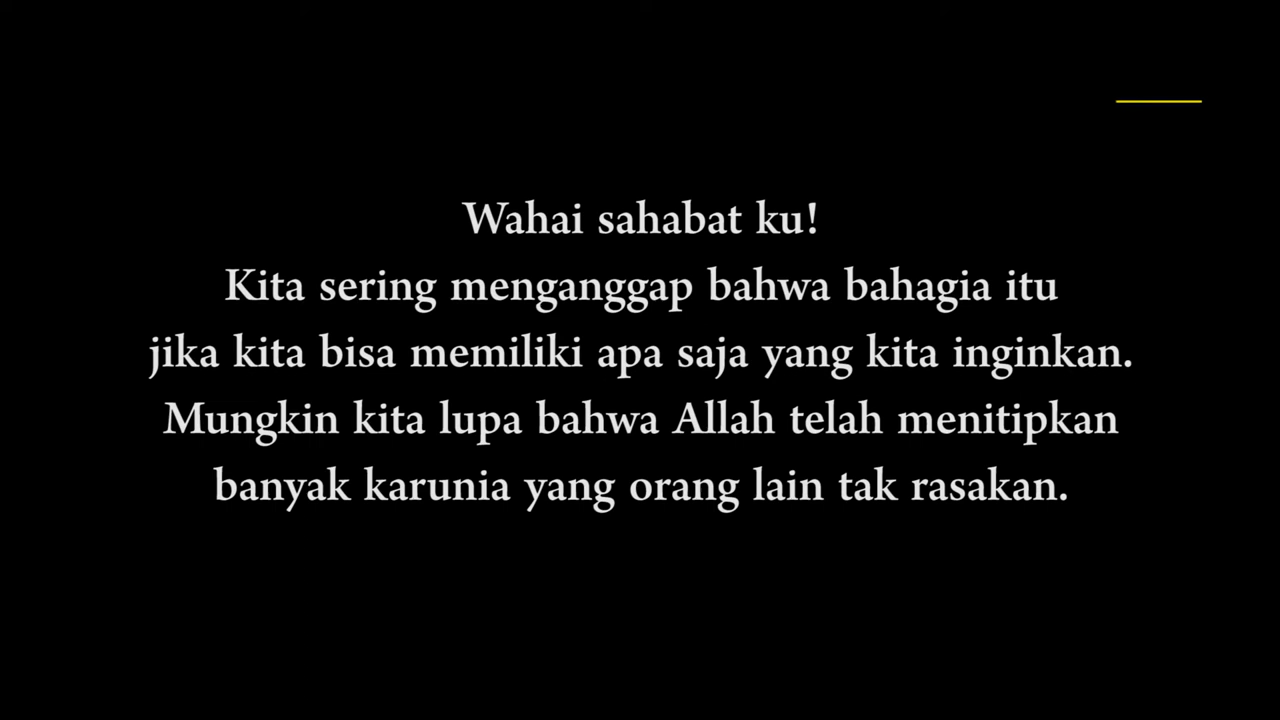 Wahai sahabat ku!
Kita sering menganggap bahwa bahagia itu
jika kita bisa memiliki apa saja yang kita inginkan.
Mungkin kita lupa bahwa Allah telah menitipkan
banyak karunia yang orang lain tak rasakan.